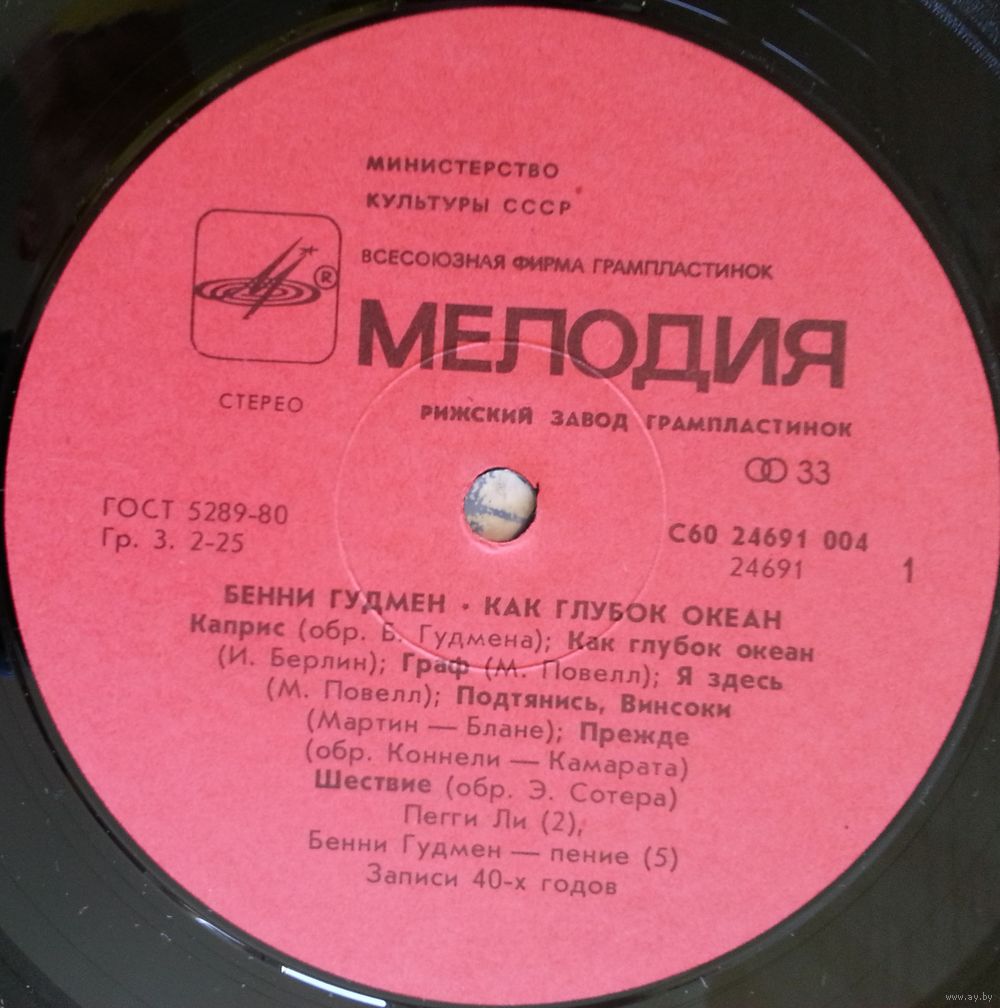 МИНИСТЕРСТВО
КУЛЬТУРЫ СССР
ВСЕСОЮЗНАЯ ФИРМА ГРАМПЛАСТИНОК
®
МЕЛОДИЯ
СТЕРЕО
РИЖСКИЙ ЗАВОД ГРАМПЛАСТИНОК
33
ГОСТ 5289-80
Гр. 3. 2-25
С60 24691 004
24691 1
БЕННИ ГУДМЕН · КАК ГЛУБОК ОКЕАН
Каприс (обр. Б. Гудмена); Как глубок океан
(И. Берлин); Граф (М. Повелл); Я здесь
(М. Повелл); Подтянись, Винсоки
(Мартин — Блане); Прежде
(обр. Коннели — Камарата)
Шествие (обр. Э. Сотера)
Пегги Ли (2),
Бенни Гудмен — пение (5)
Записи 40-х годов
www.ay.by